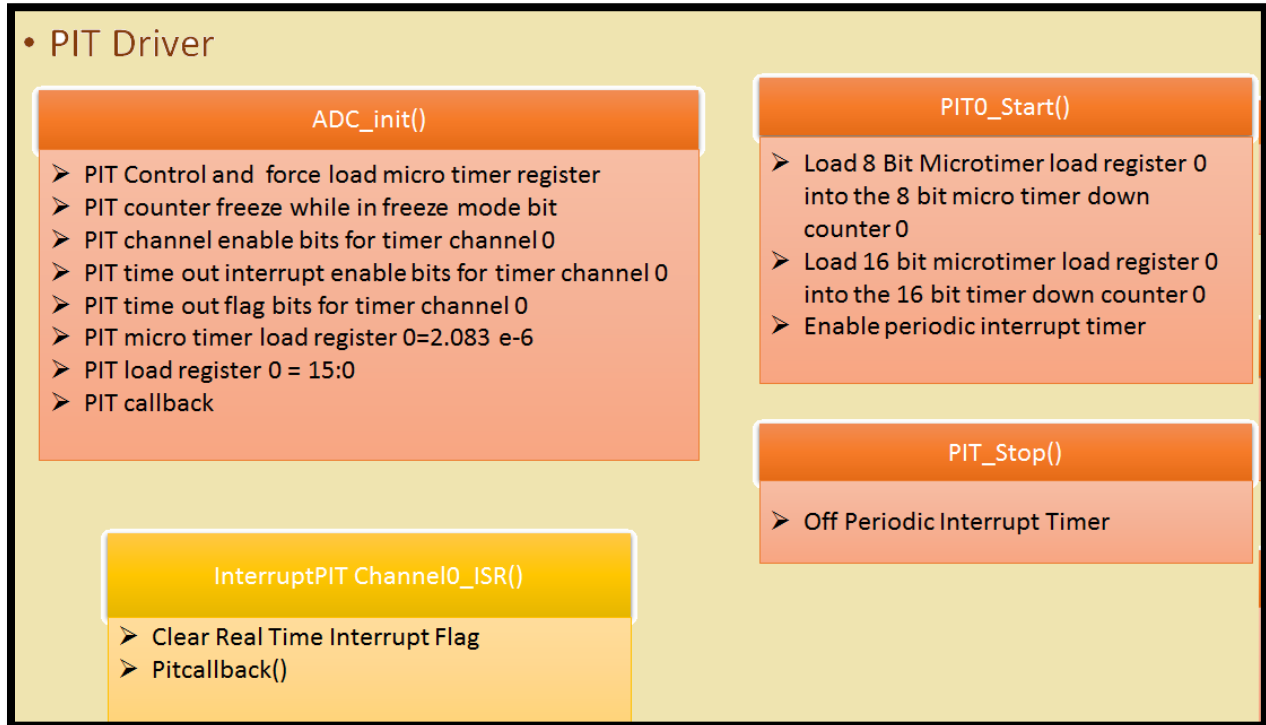 • PIT Driver
ADC_init()
➢ PIT Control and force load micro timer register
➢ PIT counter freeze while in freeze mode bit
➢ PIT channel enable bits for timer channel 0
➢ PIT time out interrupt enable bits for timer channel 0
➢ PIT time out flag bits for timer channel 0
➢ PIT micro timer load register 0=2.083 e-6
➢ PIT load register 0 = 15:0
➢ PIT callback
PIT0_Start()
➢ Load 8 Bit Microtimer load register 0
into the 8 bit micro timer down
counter 0
➢ Load 16 bit microtimer load register 0
into the 16 bit timer down counter 0
➢ Enable periodic interrupt timer
PIT_Stop()
➢ Off Periodic Interrupt Timer
InterruptPIT Channel0_ISR()
➢ Clear Real Time Interrupt Flag
➢ Pitcallback()